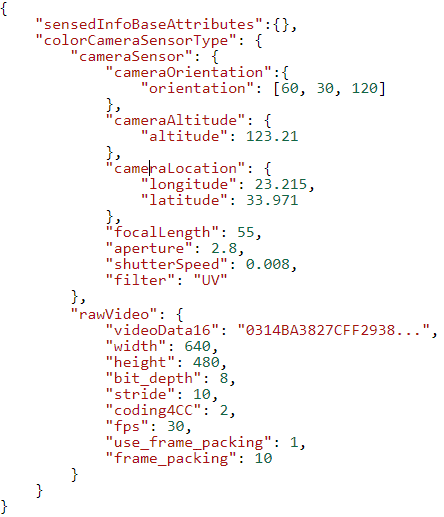 {
    "sensedInfoBaseAttributes":{},
    "colorCameraSensorType": {
        "cameraSensor": {
            "cameraOrientation":{
                "orientation": [60, 30, 120]
            },
            "cameraAltitude": {
                "altitude": 123.21
            },
            "cameraLocation": {
                "longitude": 23.215,
                "latitude": 33.971
            },
            "focalLength": 55,
            "aperture": 2.8,
            "shutterSpeed": 0.008,
            "filter": "UV"
        },
        "rawVideo": {
            "videoData16": "0314BA3827CFF2938...",
            "width": 640,
            "height": 480,
            "bit_depth": 8,
            "stride": 10,
            "coding4CC": 2,
            "fps": 30,
            "use_frame_packing": 1,
            "frame_packing": 10
        }
    }
}